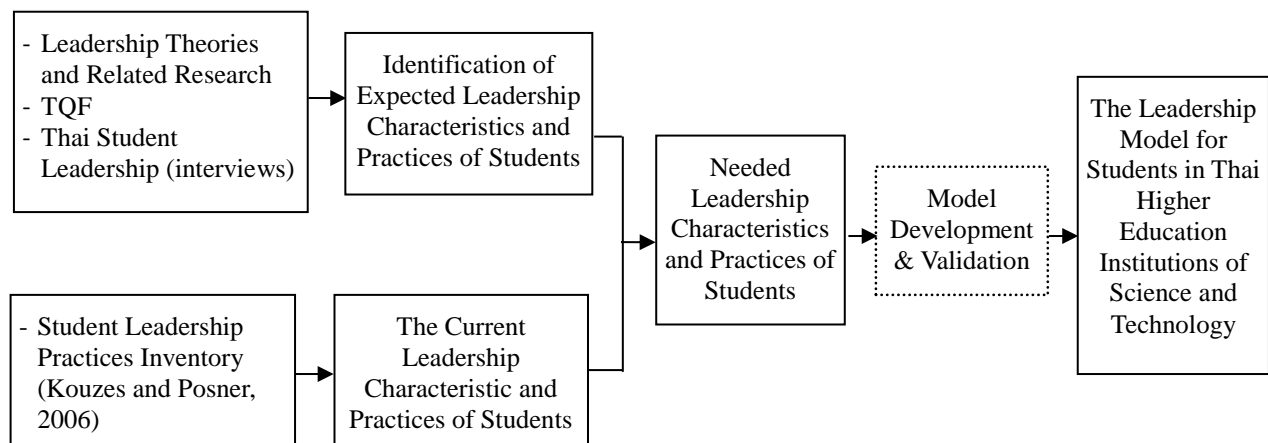 - Leadership Theories
and Related Research
- TQF
- Thai Student
Leadership (interviews)
Identification of
Expected Leadership
Characteristics and
Practices of Students
- Student Leadership
Practices Inventory
(Kouzes and Posner,
2006)
The Current
Leadership
Characteristic and
Practices of Students
Needed
Leadership
Characteristics
and Practices of
Students
Model
Development
& Validation
The Leadership
Model for
Students in Thai
Higher
Education
Institutions of
Science and
Technology